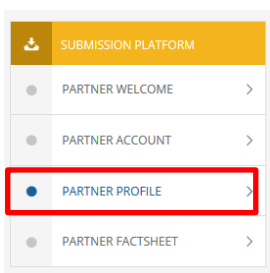 SUBMISSION PLATFORM
PARTNER WELCOME
PARTNER ACCOUNT
PARTNER PROFILE
PARTNER FACTSHEET